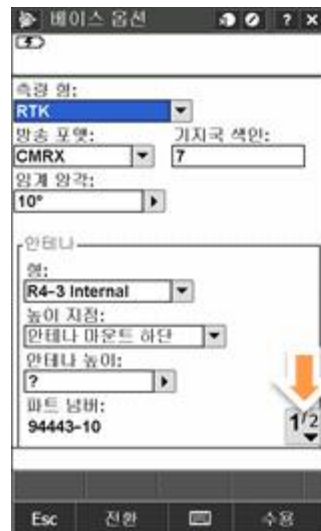 베이스 옵션 ? ×
측량 형:
RTK
방송 포맷: 기지국 색인:
CMRX 7
임계 앙각:
10°
안테나
형:
R4-3 Internal
높이 지점:
안테나 마운트 하단
안테나 높이:
?
파트 넘버:
94443-10 1/2
Esc 전환 수용